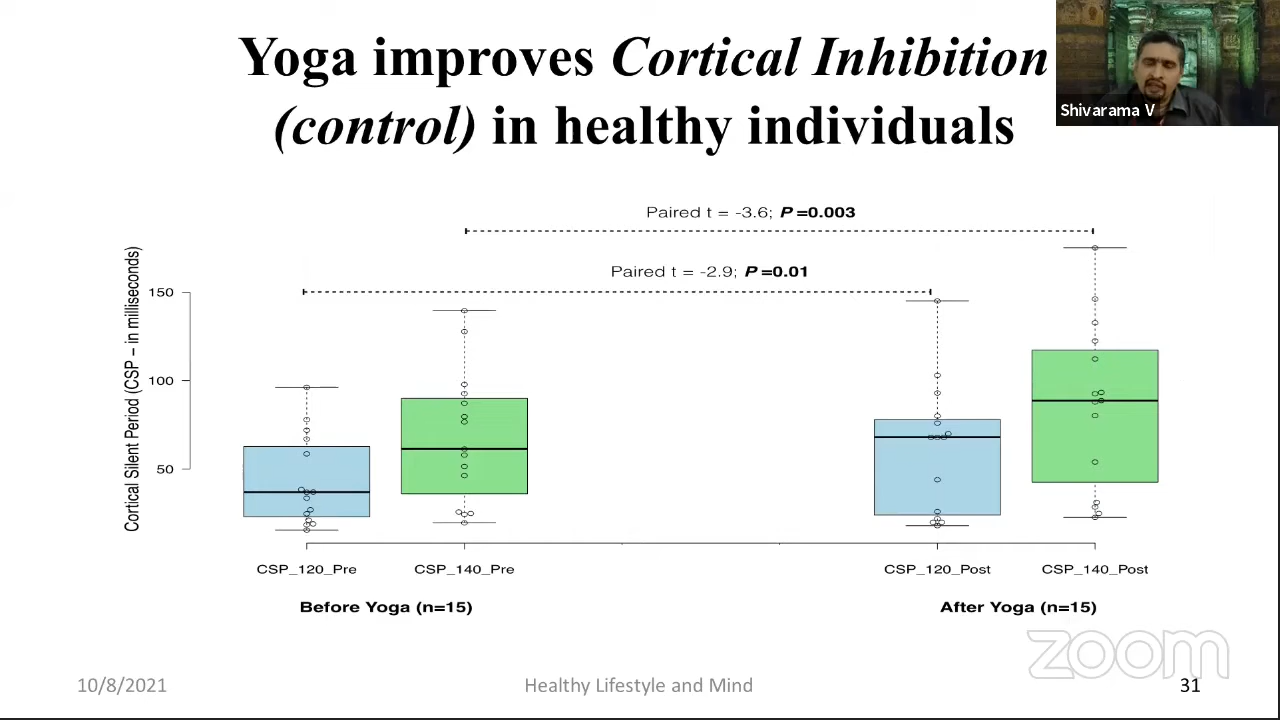 Yoga improves Cortical Inhibition
(control) in healthy individuals
Shivarama V
Paired t = -3.6; P =0.003
Paired t = -2.9; P =0.01
Cortical Silent Period (CSP – in milliseconds)
150
100
50
CSP_120_Pre
CSP_140_Pre
CSP_120_Post
CSP_140_Post
Before Yoga (n=15)
After Yoga (n=15)
zoom
10/8/2021
Healthy Lifestyle and Mind
31